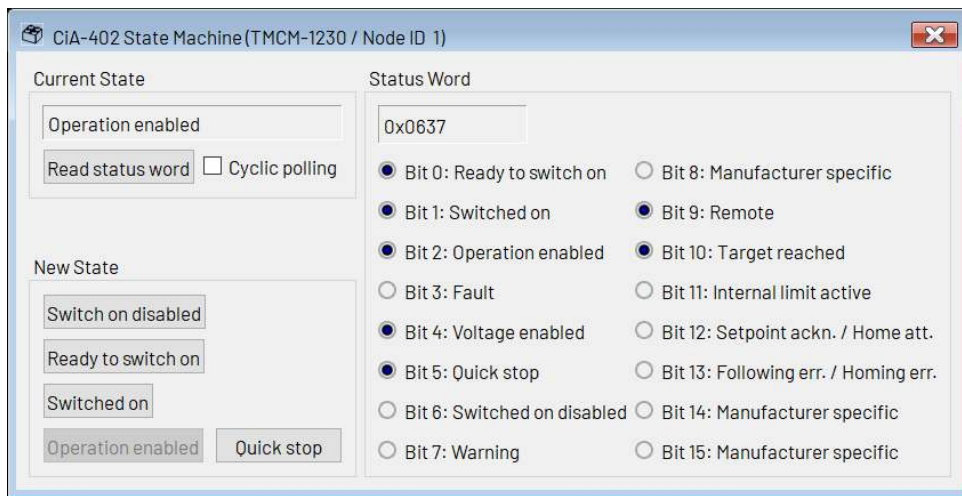 CiA-402 State Machine (TMCM-1230 / Node ID 1)
Current State
Operation enabled
Read status word
Cyclic polling
New State
Switch on disabled
Ready to switch on
Switched on
Operation enabled
Quick stop
Status Word
0x0637
Bit 0: Ready to switch on
Bit 1: Switched on
Bit 2: Operation enabled
Bit 3: Fault
Bit 4: Voltage enabled
Bit 5: Quick stop
Bit 6: Switched on disabled
Bit 7: Warning
Bit 8: Manufacturer specific
Bit 9: Remote
Bit 10: Target reached
Bit 11: Internal limit active
Bit 12: Setpoint ackn. / Home att.
Bit 13: Following err. / Homing err.
Bit 14: Manufacturer specific
Bit 15: Manufacturer specific